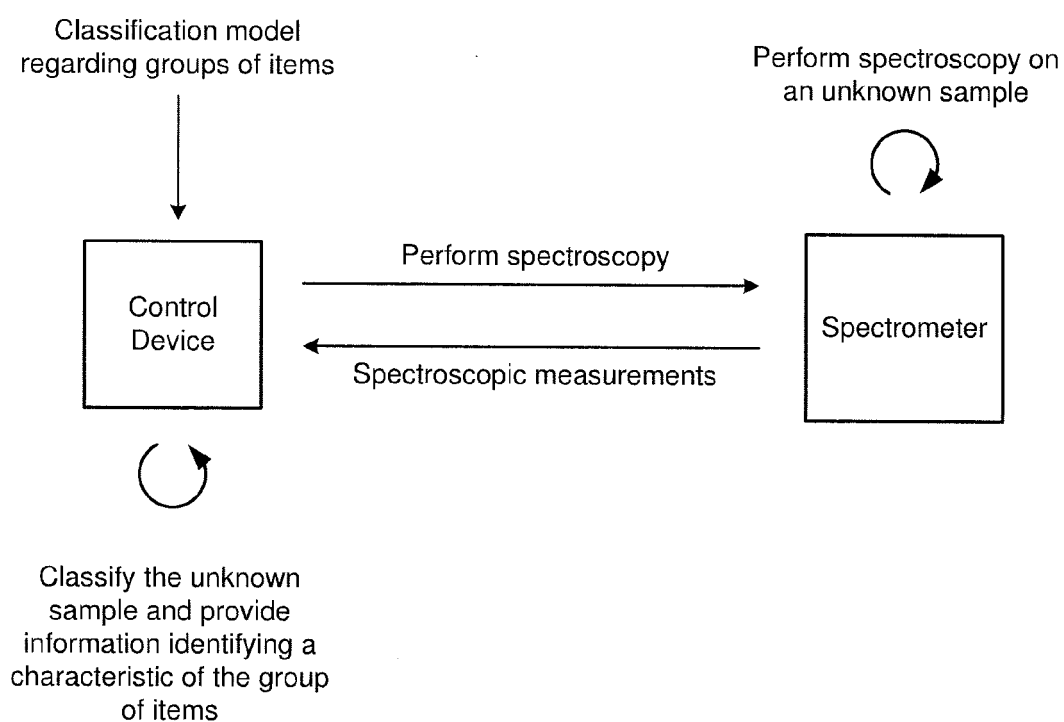 Classification model
regarding groups of items
Perform spectroscopy on
an unknown sample
Control
Device
Perform spectroscopy
Spectroscopic measurements
Spectrometer
Classify the unknown
sample and provide
information identifying a
characteristic of the group
of items